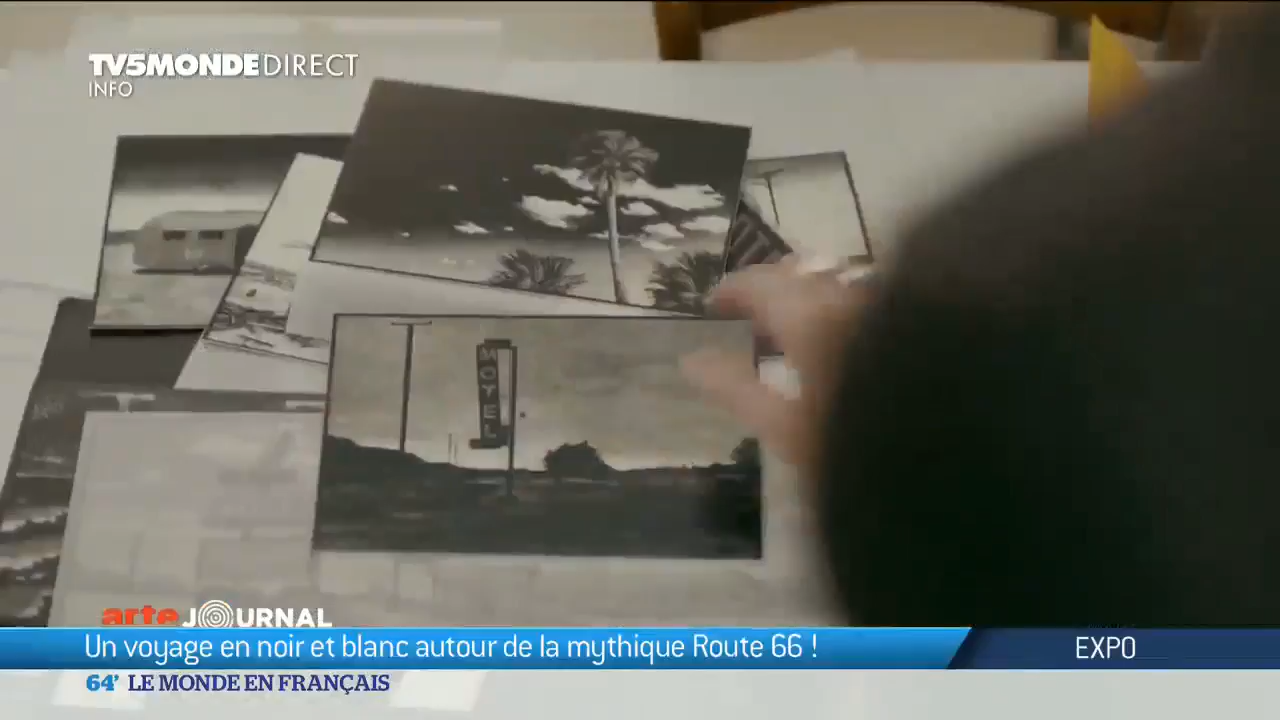 TV5MONDE DIRECT
INFO
MOTEL
arte JOURNAL
Un voyage en noir et blanc autour de la mythique Route 66 !
EXPO
64' LE MONDE EN FRANÇAIS